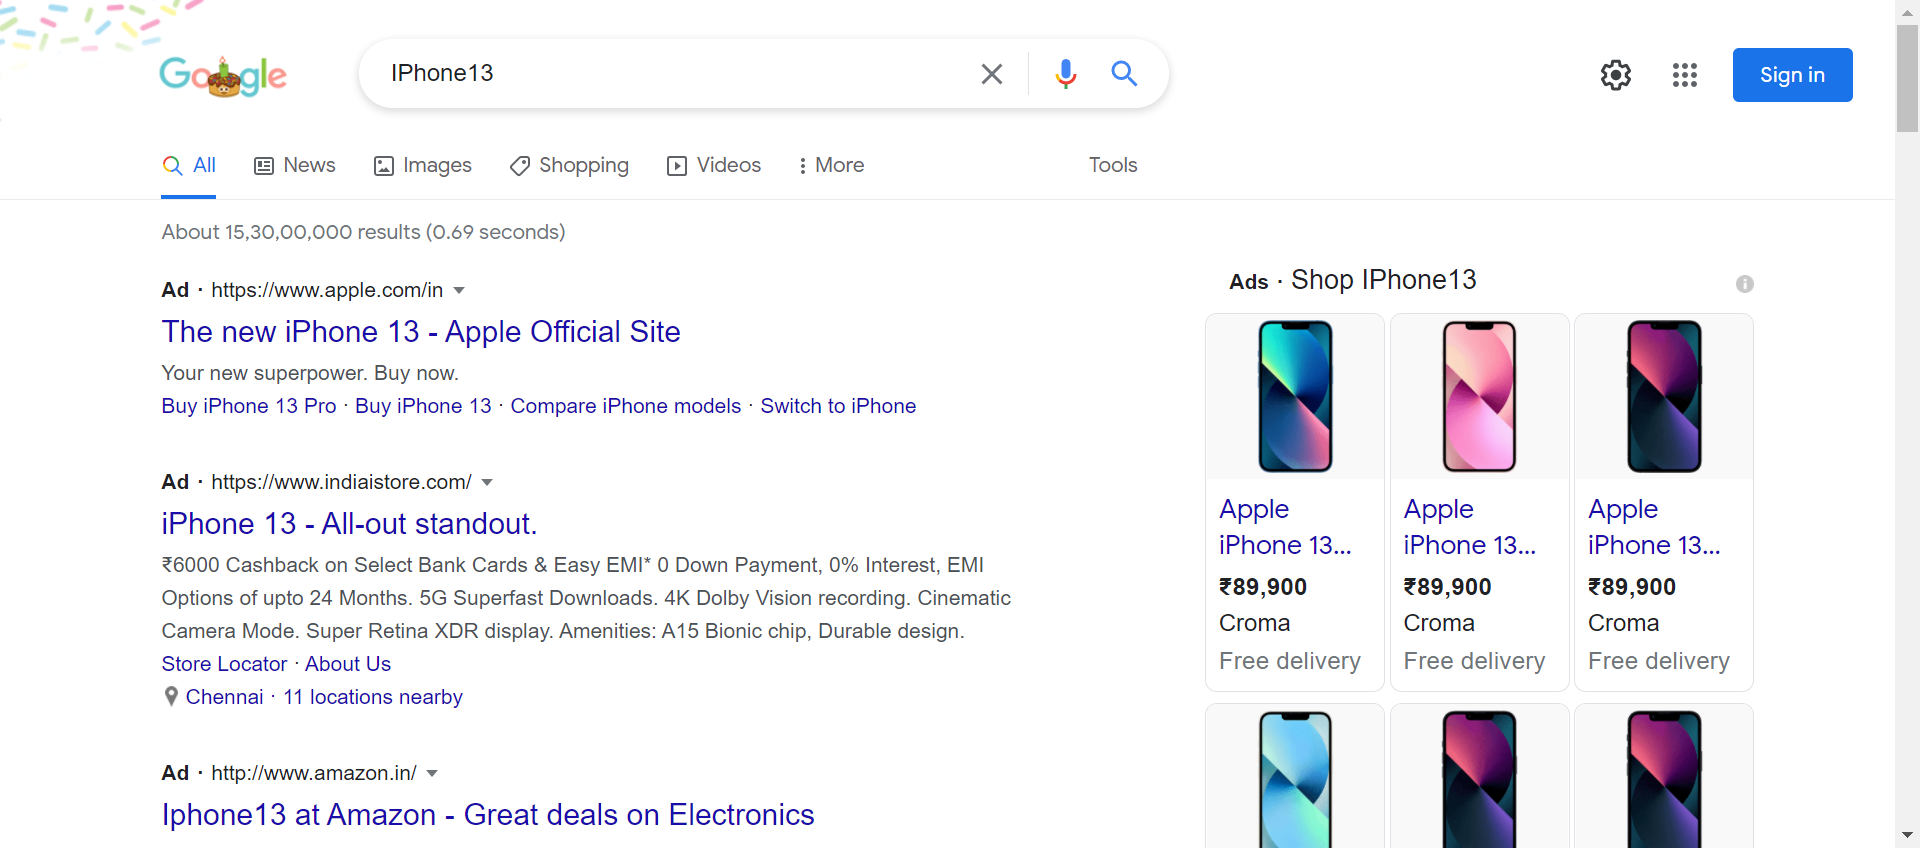 Google
IPhone13
Sign in
All
News
Images
Shopping
Videos
More
Tools
About 15,30,00,000 results (0.69 seconds)
Ad · https://www.apple.com/in
The new iPhone 13 - Apple Official Site
Your new superpower. Buy now.
Buy iPhone 13 Pro · Buy iPhone 13 · Compare iPhone models · Switch to iPhone
Ad · https://www.indiaistore.com/
iPhone 13 - All-out standout.
₹6000 Cashback on Select Bank Cards & Easy EMI* 0 Down Payment, 0% Interest, EMI
Options of upto 24 Months. 5G Superfast Downloads. 4K Dolby Vision recording. Cinematic
Camera Mode. Super Retina XDR display. Amenities: A15 Bionic chip, Durable design.
Store Locator · About Us
Chennai · 11 locations nearby
Ad · http://www.amazon.in/
Iphone13 at Amazon - Great deals on Electronics
Ads · Shop IPhone13
Apple
iPhone 13...
₹89,900
Croma
Free delivery
Apple
iPhone 13...
₹89,900
Croma
Free delivery
Apple
iPhone 13...
₹89,900
Croma
Free delivery